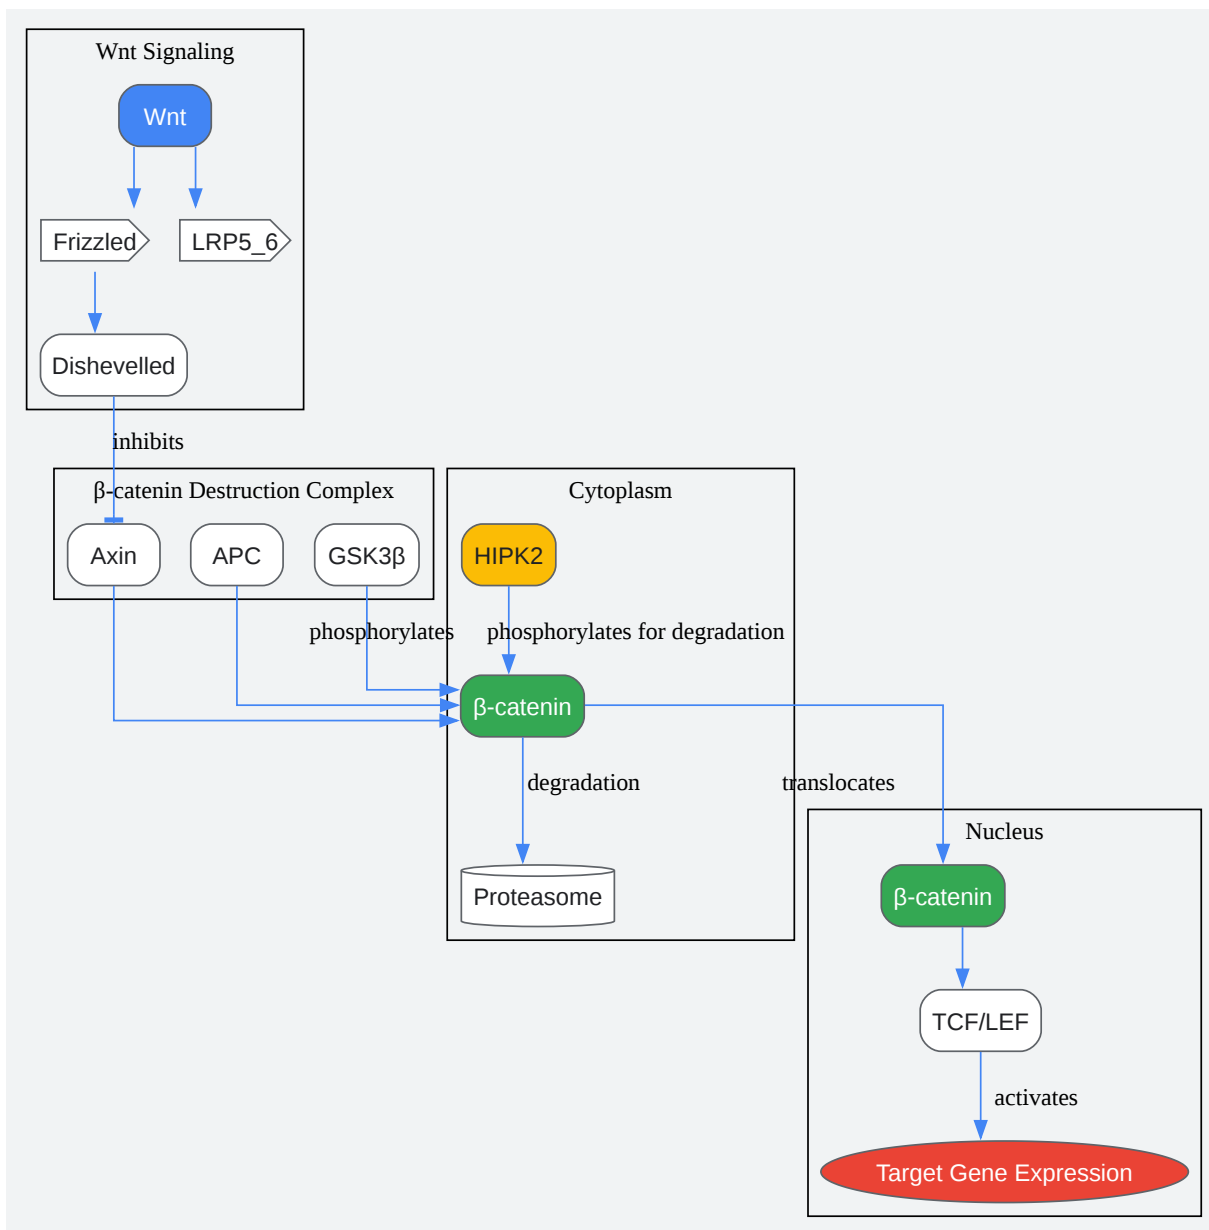 Wnt Signaling
Wnt
Frizzled
LRP5_6
Dishevelled
inhibits
β-catenin Destruction Complex
Axin
APC
GSK3β
Cytoplasm
HIPK2
phosphorylates
phosphorylates for degradation
β-catenin
degradation
translocates
Proteasome
Nucleus
β-catenin
TCF/LEF
activates
Target Gene Expression